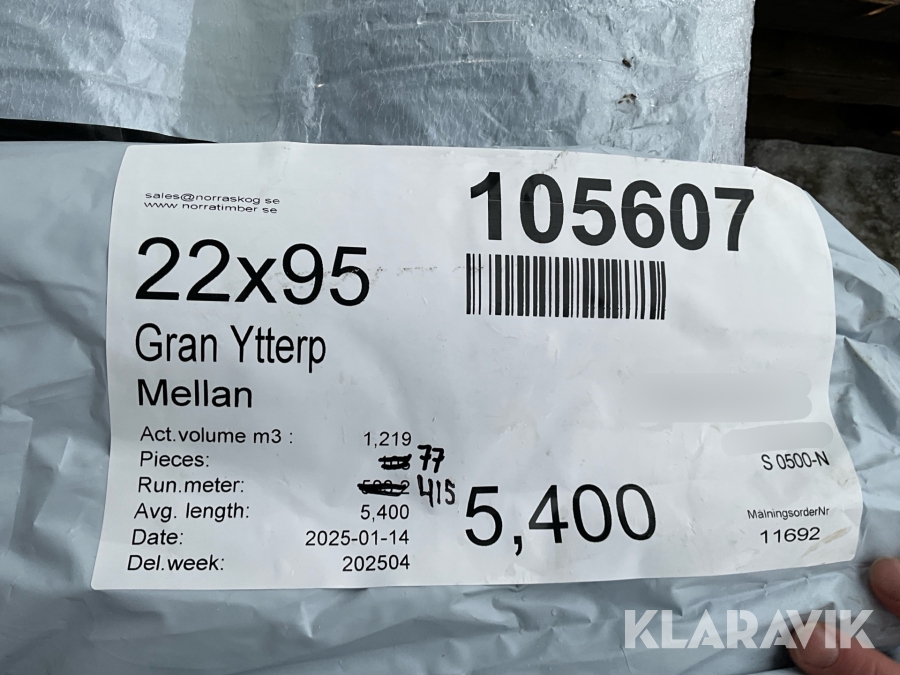 sales@norraskog se
www norratimber se
105607
22x95
Gran Ytterp
Mellan
Act.volume m3 : 1,219
Pieces: 77
Run.meter: 415
Avg. length: 5,400
Date: 2025-01-14
Del.week: 202504
5,400
S 0500-N
MålningsorderNr
11692
KLARAVIK